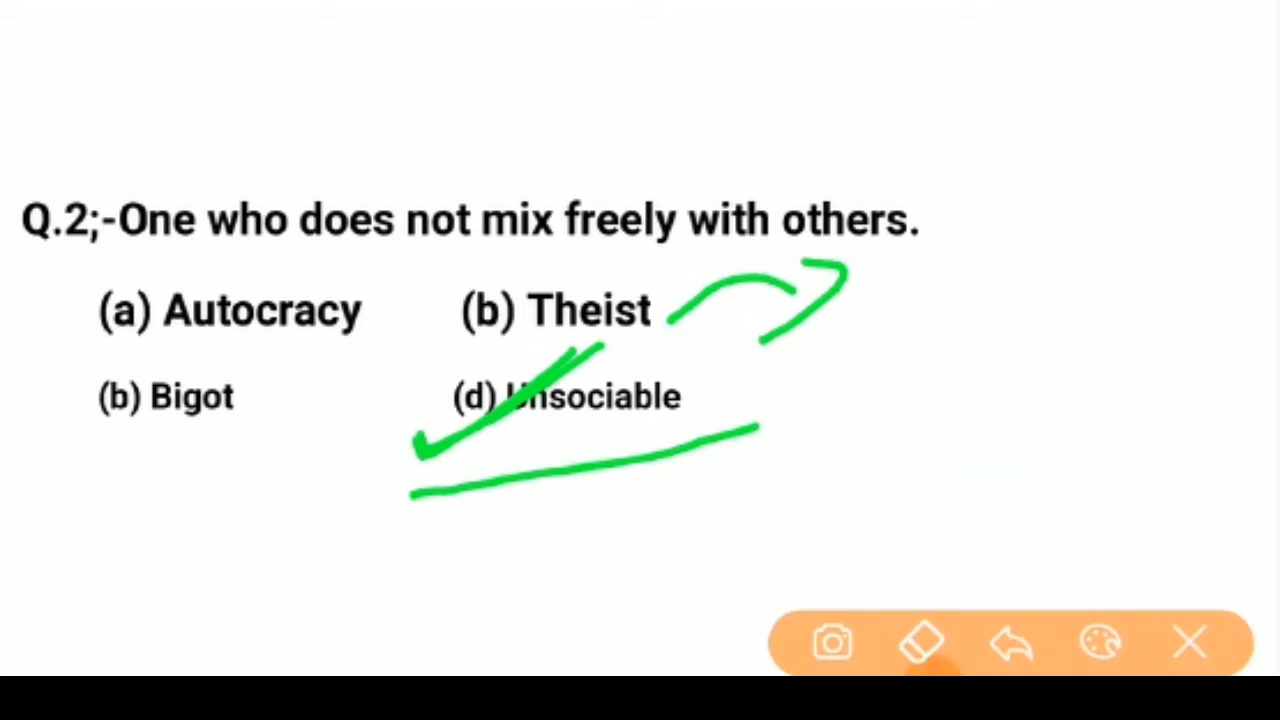 Q.2;-One who does not mix freely with others.
(a) Autocracy (b) Theist
(b) Bigot (d) Unsociable